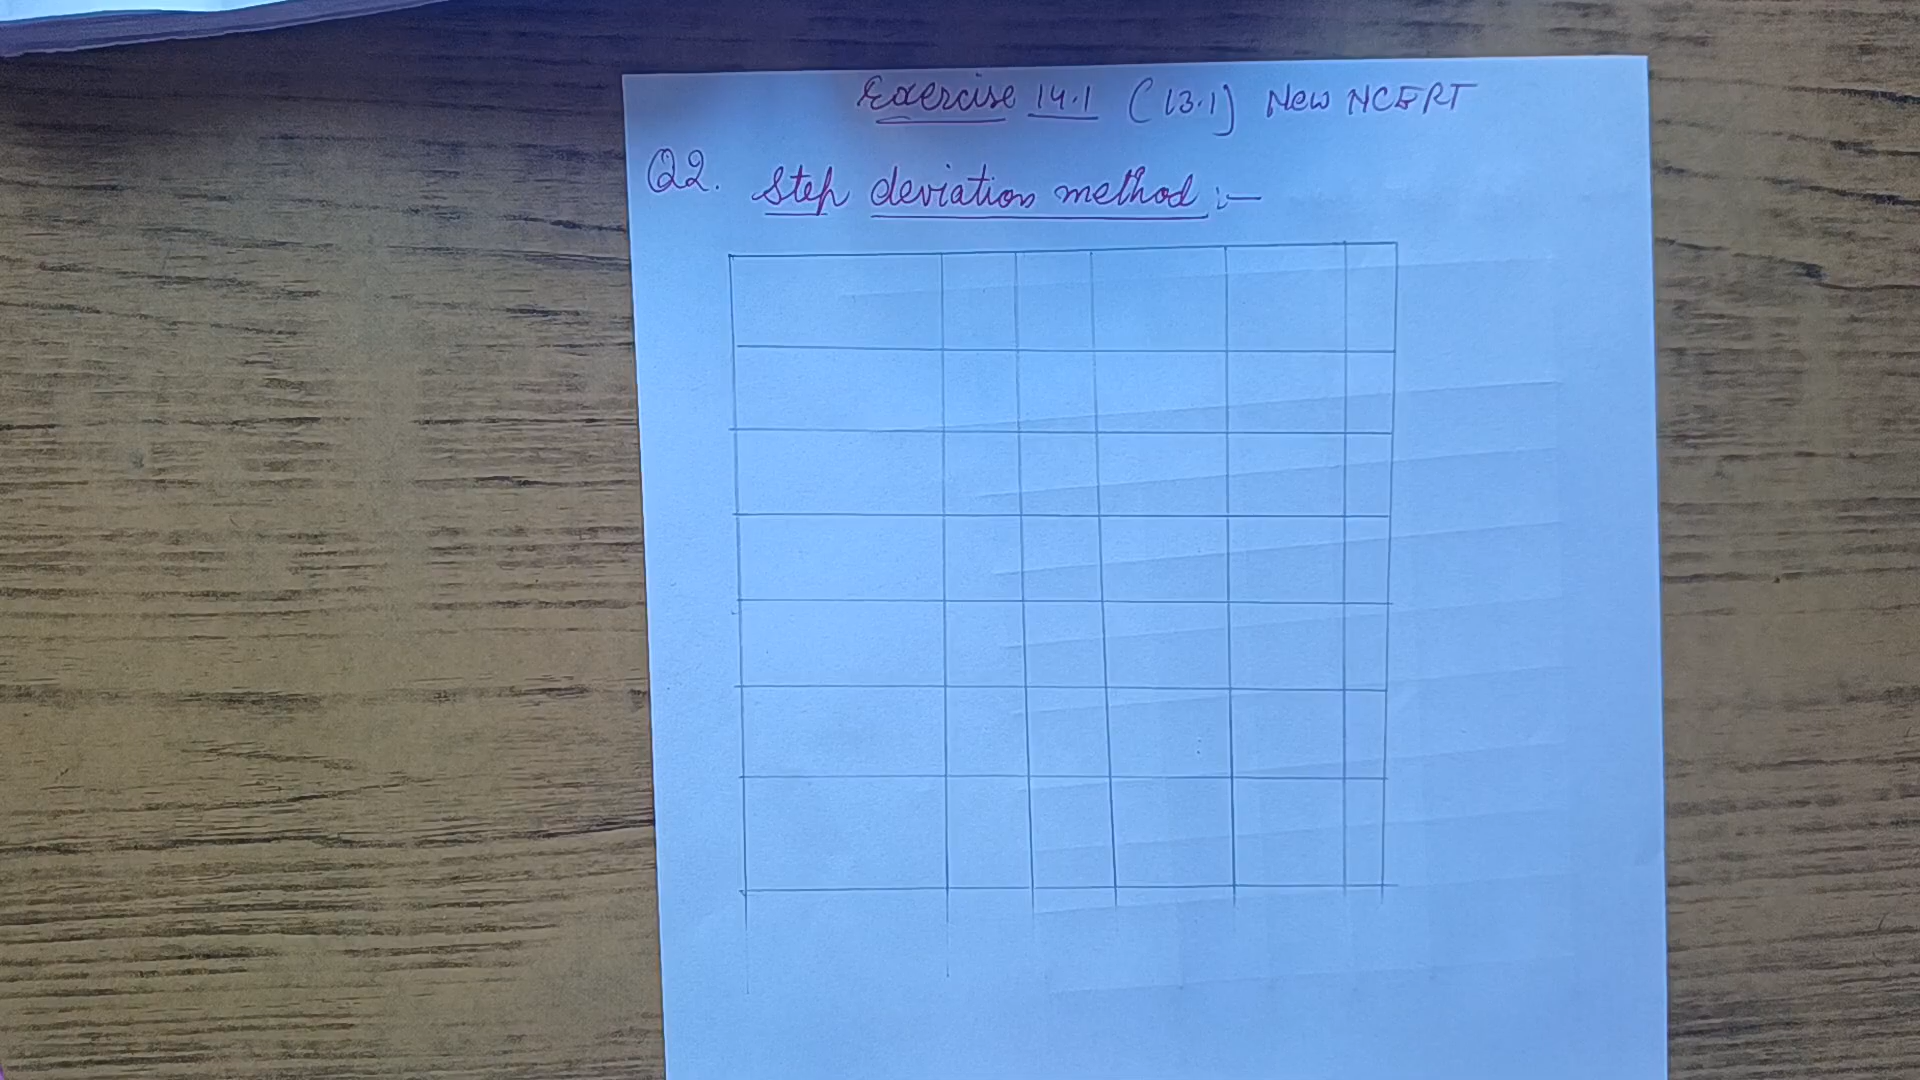 Exercise 14.1 (13.1) New NCERT
Q2. Step deviation method :-